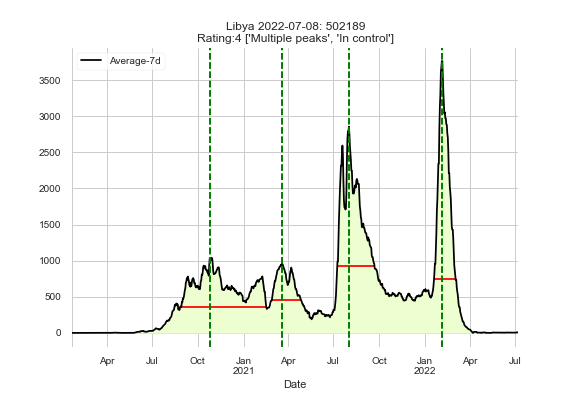 Libya 2022-07-08: 502189
Rating:4 ['Multiple peaks', 'In control']
Average-7d
3500
3000
2500
2000
1500
1000
500
0
Apr Jul Oct Jan Apr Jul Oct Jan Apr Jul
2021 2022
Date